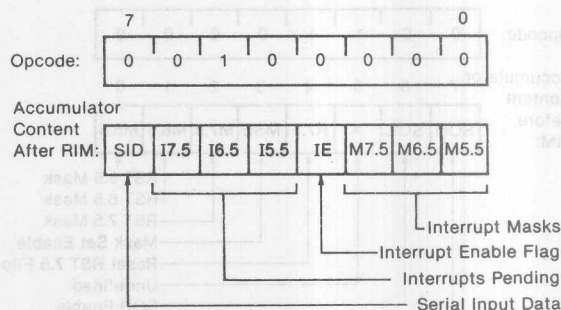 7 0
Opcode: 0 0 1 0 0 0 0 0
Accumulator
Content
After RIM: SID I7.5 I6.5 I5.5 IE M7.5 M6.5 M5.5
Interrupt Masks
Interrupt Enable Flag
Interrupts Pending
Serial Input Data